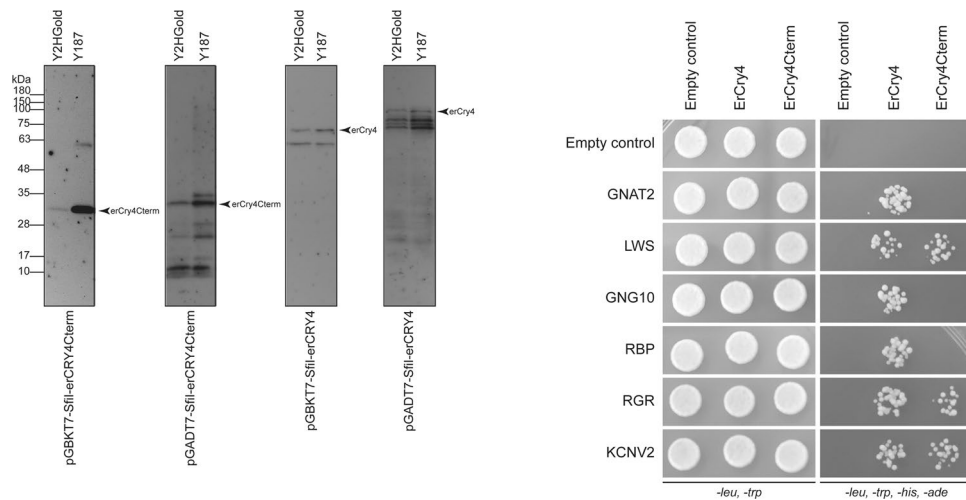 Y2HGold
Y187
Y2HGold
Y187
Y2HGold
Y187
Y2HGold
Y187
kDa
180
150
100
75
63
48
35
28
17
10
erCry4Cterm
erCry4Cterm
erCry4
erCry4
pGBKT7-SfiI-erCRY4Cterm
pGADT7-SfiI-erCRY4Cterm
pGBKT7-SfiI-erCRY4
pGADT7-SfiI-erCRY4
Empty control
ErCry4
ErCry4Cterm
Empty control
ErCry4
ErCry4Cterm
Empty control
GNAT2
LWS
GNG10
RBP
RGR
KCNV2
-leu, -trp
-leu, -trp, -his, -ade